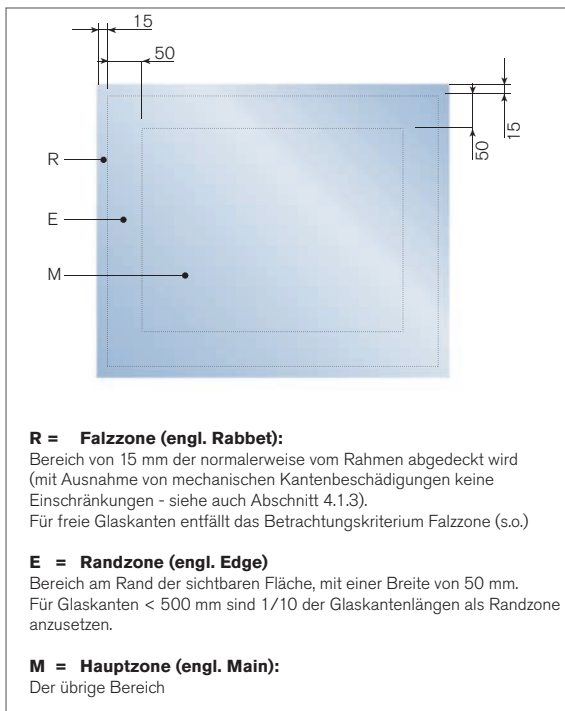 15
50
50
15
R
E
M
R = Falzzone (engl. Rabbet):
Bereich von 15 mm der normalerweise vom Rahmen abgedeckt wird
(mit Ausnahme von mechanischen Kantenbeschädigungen keine
Einschränkungen - siehe auch Abschnitt 4.1.3).
Für freie Glaskanten entfällt das Betrachtungskriterium Falzzone (s.o.)
E = Randzone (engl. Edge)
Bereich am Rand der sichtbaren Fläche, mit einer Breite von 50 mm.
Für Glaskanten < 500 mm sind 1/10 der Glaskantenlängen als Randzone
anzusetzen.
M = Hauptzone (engl. Main):
Der übrige Bereich